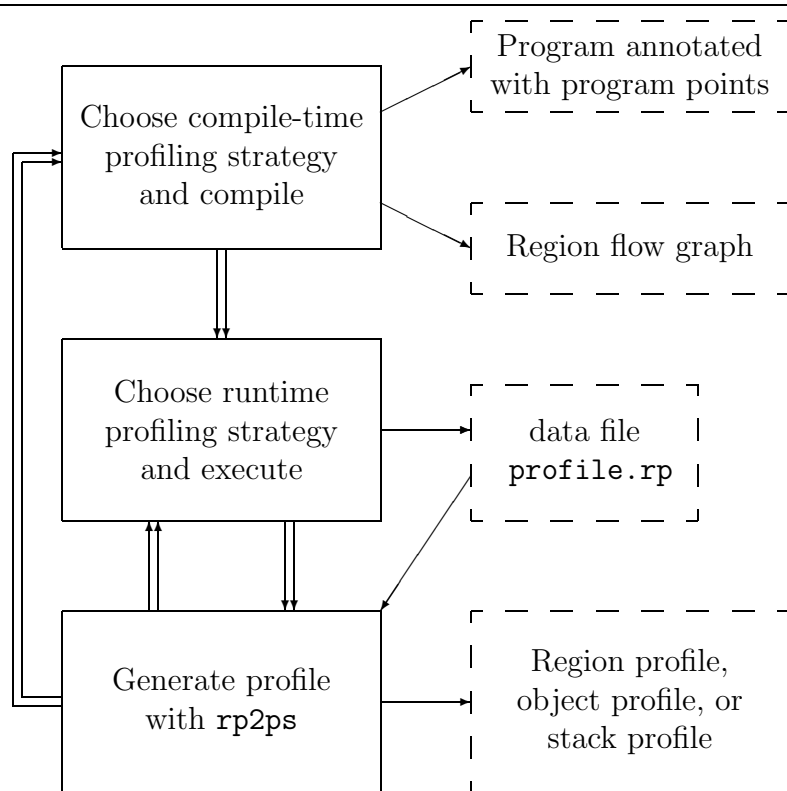 Program annotated
with program points
Choose compile-time
profiling strategy
and compile
Region flow graph
Choose runtime
profiling strategy
and execute
data file
profile.rp
Generate profile
with rp2ps
Region profile,
object profile, or
stack profile